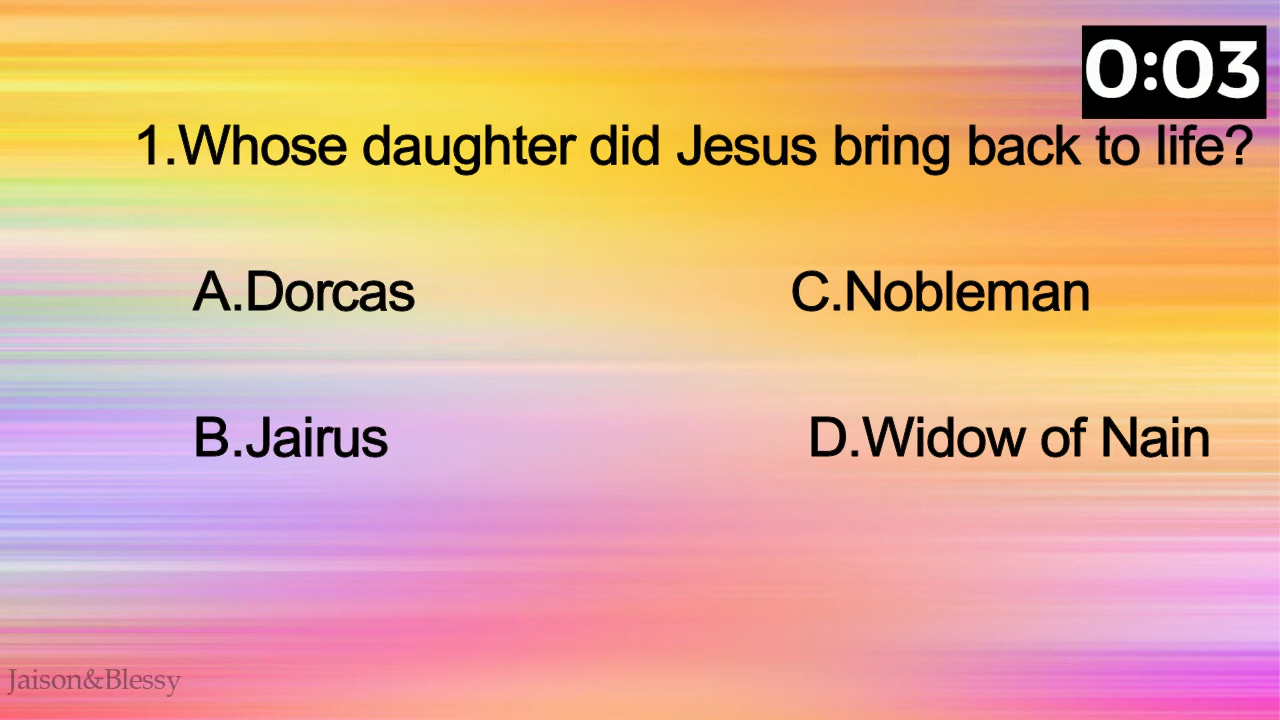 0:03
1.Whose daughter did Jesus bring back to life?
A.Dorcas
C.Nobleman
B.Jairus
D.Widow of Nain
Jaison&Blessy